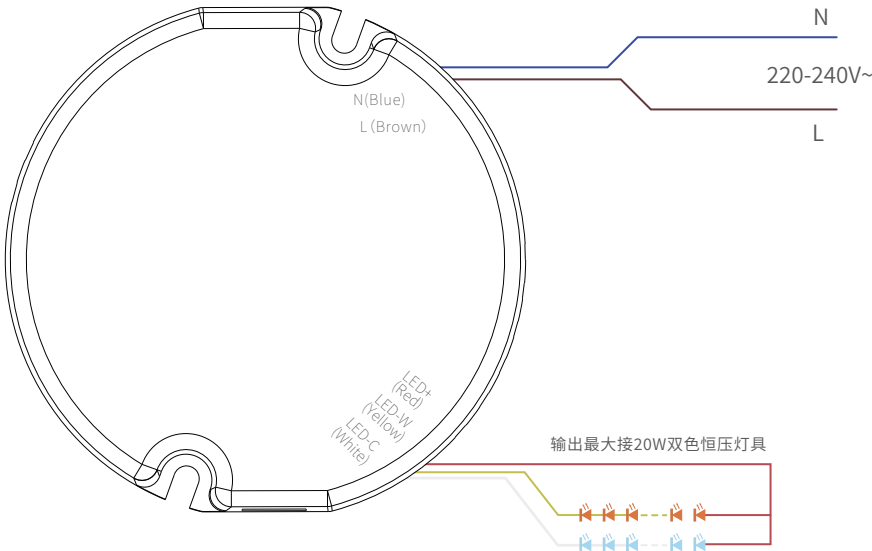 N
220-240V~
L
N(Blue)
L（Brown）
LED+
(Red)
LED-W
(Yellow)
LED-C
(White)
输出最大接20W双色恒压灯具